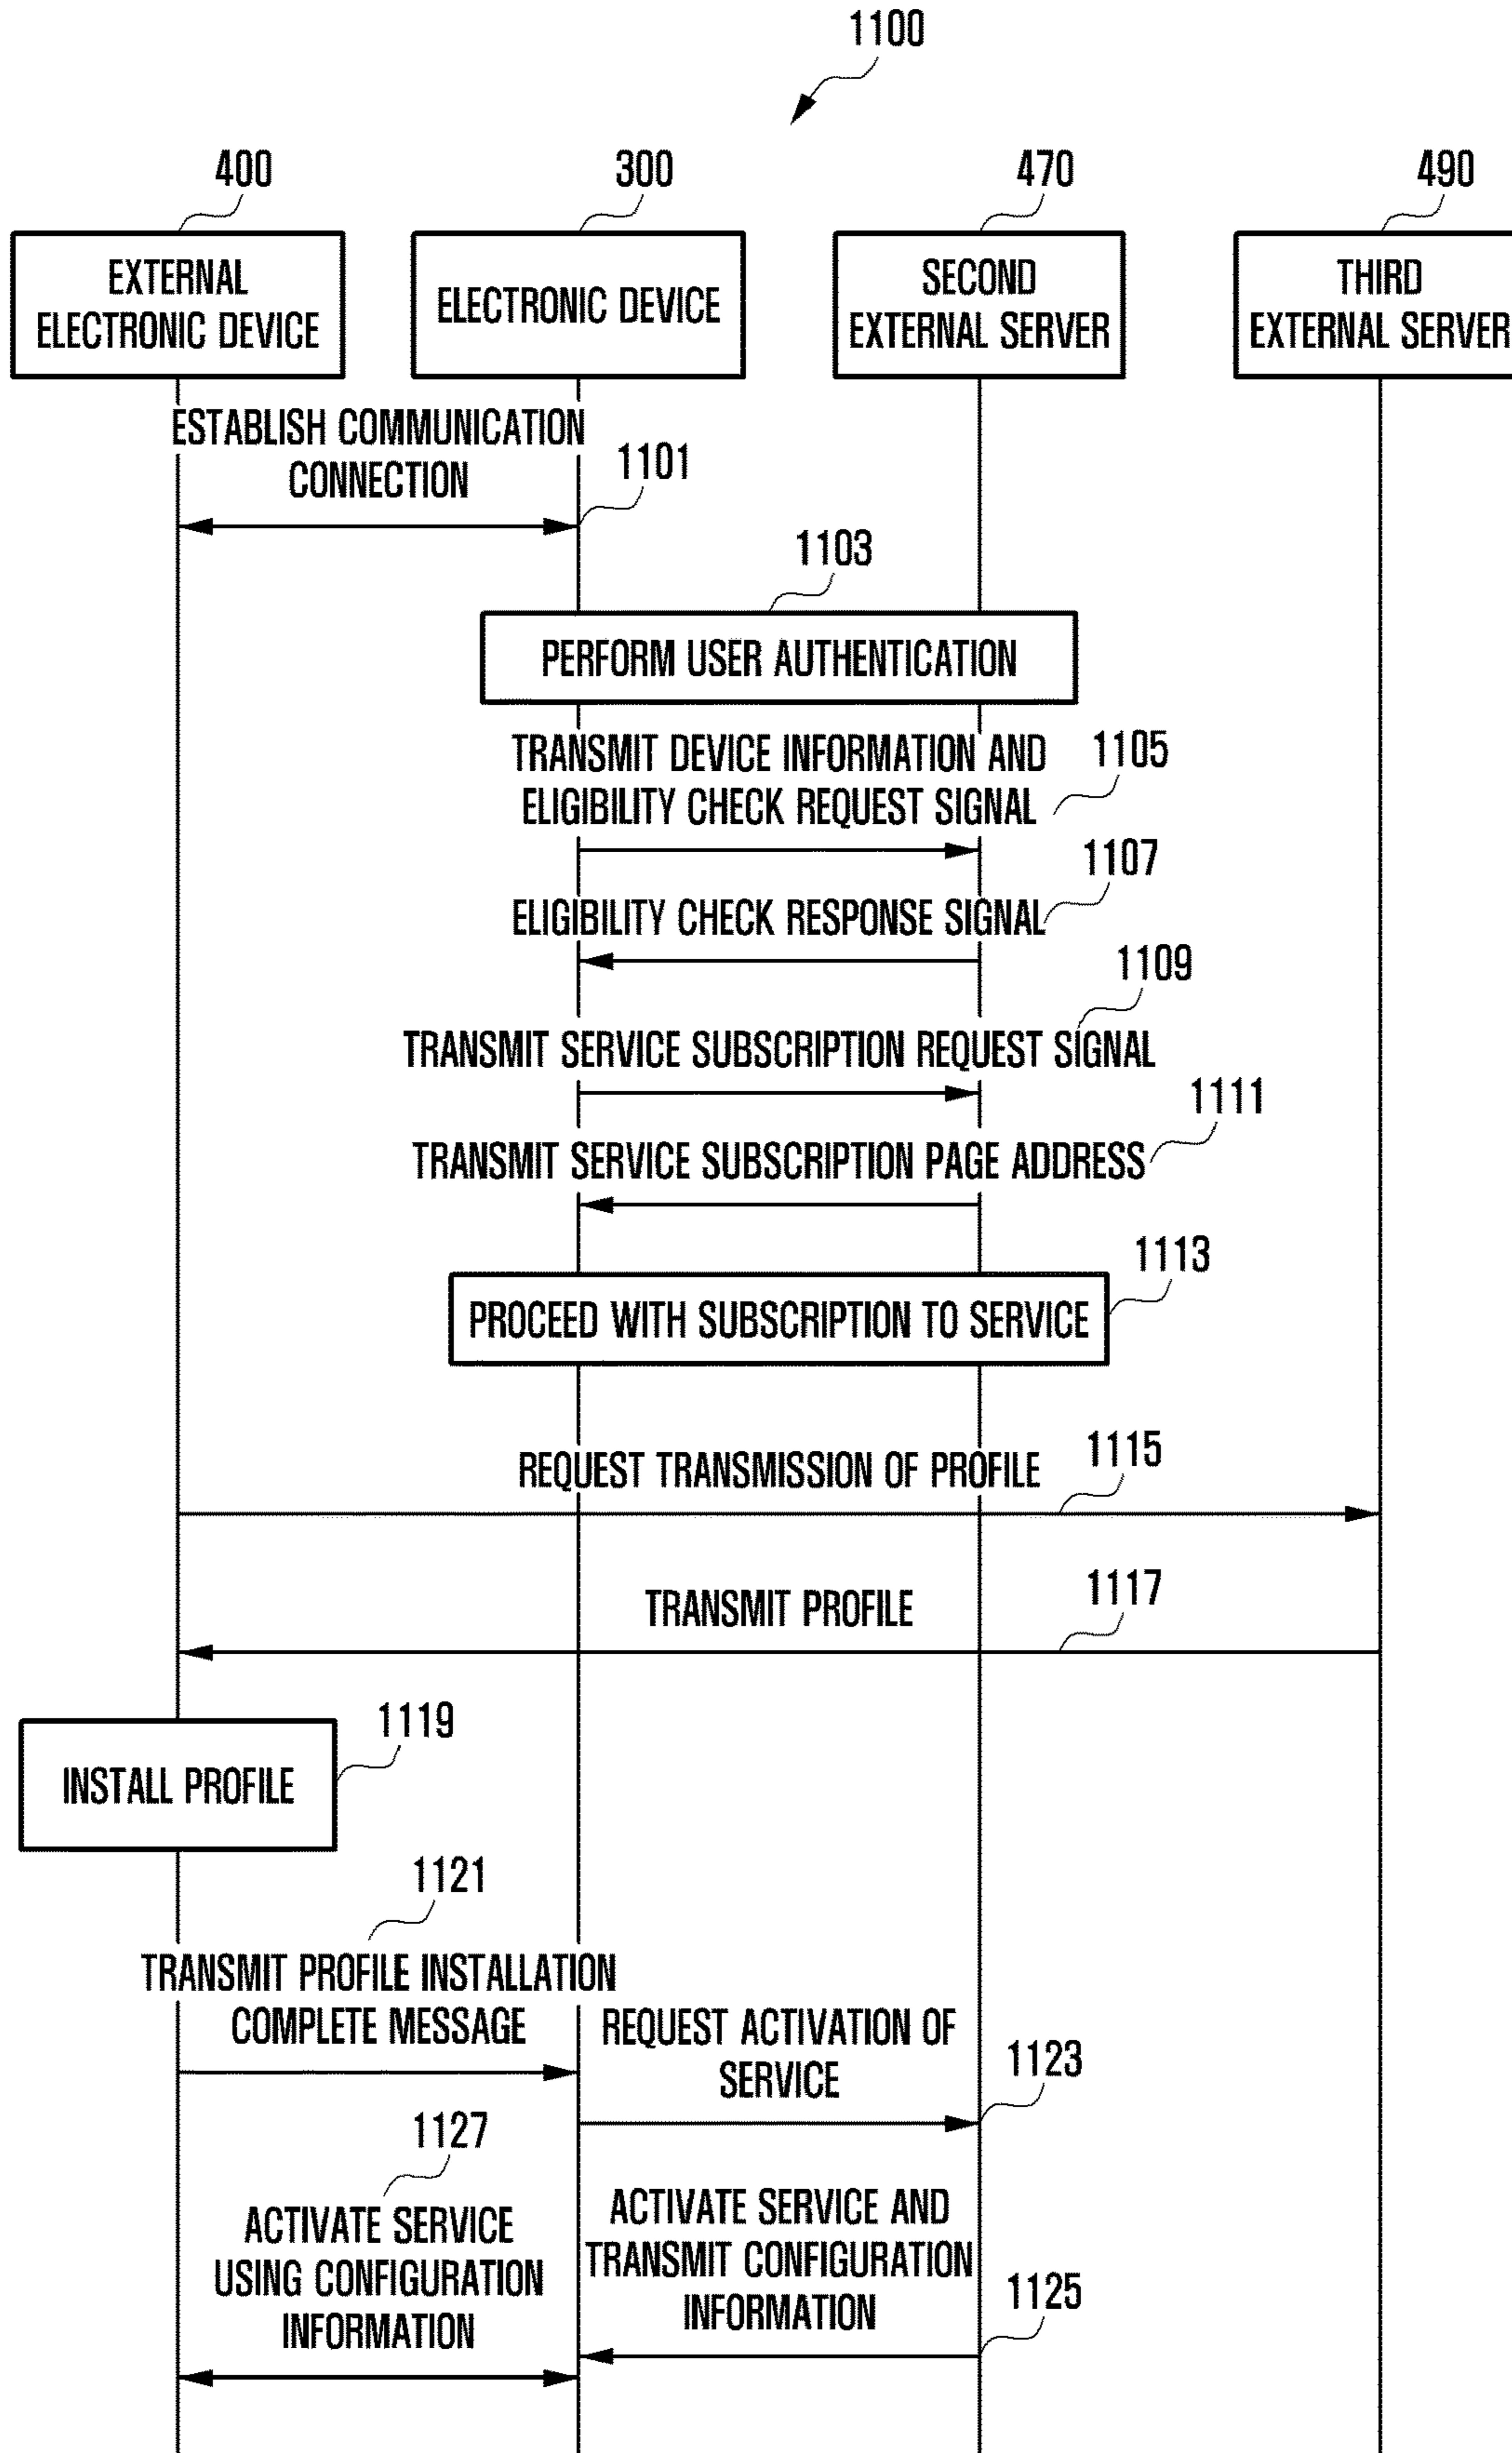 1100
400
300
470
490
EXTERNAL
ELECTRONIC DEVICE
ELECTRONIC DEVICE
SECOND
EXTERNAL SERVER
THIRD
EXTERNAL SERVER
ESTABLISH COMMUNICATION
CONNECTION
1101
1103
PERFORM USER AUTHENTICATION
TRANSMIT DEVICE INFORMATION AND
ELIGIBILITY CHECK REQUEST SIGNAL
1105
1107
ELIGIBILITY CHECK RESPONSE SIGNAL
1109
TRANSMIT SERVICE SUBSCRIPTION REQUEST SIGNAL
1111
TRANSMIT SERVICE SUBSCRIPTION PAGE ADDRESS
1113
PROCEED WITH SUBSCRIPTION TO SERVICE
REQUEST TRANSMISSION OF PROFILE
1115
TRANSMIT PROFILE
1117
1119
INSTALL PROFILE
1121
TRANSMIT PROFILE INSTALLATION
COMPLETE MESSAGE
REQUEST ACTIVATION OF
SERVICE
1123
1127
ACTIVATE SERVICE
USING CONFIGURATION
INFORMATION
ACTIVATE SERVICE AND
TRANSMIT CONFIGURATION
INFORMATION
1125